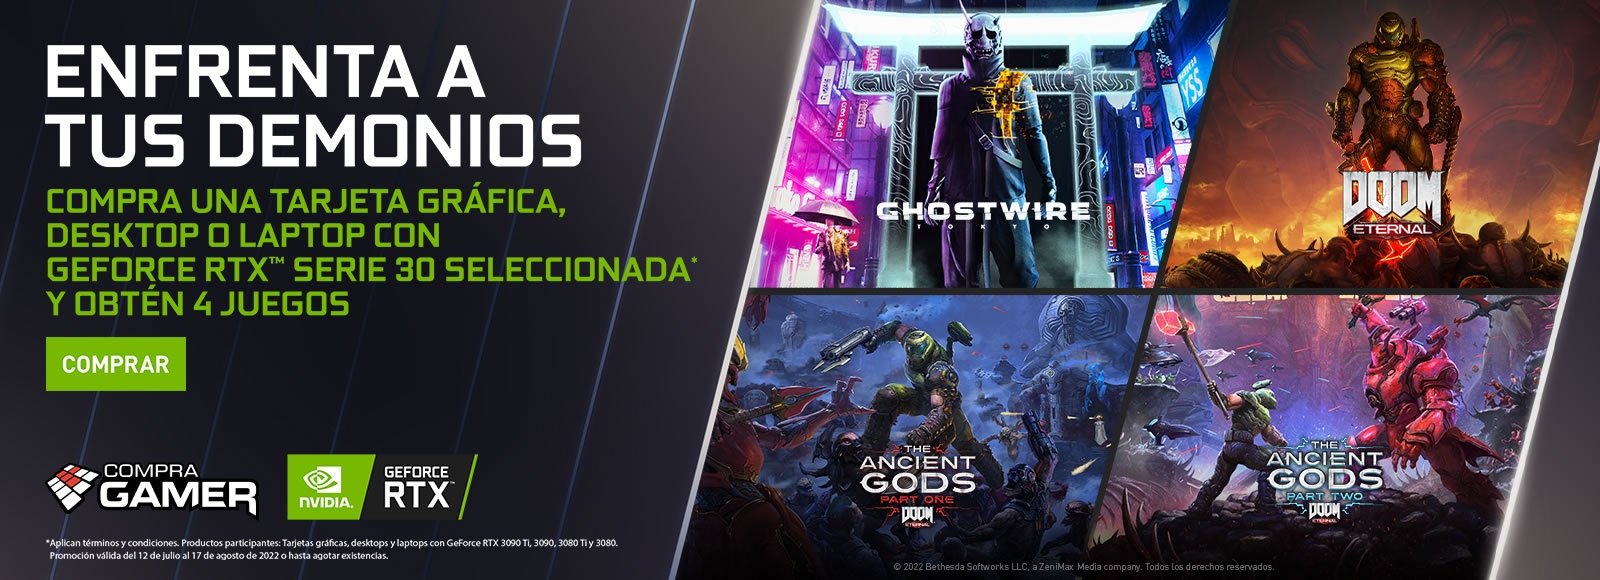 ENFRENTA A
TUS DEMONIOS
COMPRA UNA TARJETA GRÁFICA,
DESKTOP O LAPTOP CON
GEFORCE RTX™ SERIE 30 SELECCIONADA*
Y OBTÉN 4 JUEGOS
COMPRAR
COMPRA
GAMER
NVIDIA.
GEFORCE
RTX™
*Aplican términos y condiciones. Productos participantes: Tarjetas gráficas, desktops y laptops con GeForce RTX 3090 Ti, 3090, 3080 Ti y 3080.
Promoción válida del 12 de julio al 17 de agosto de 2022 o hasta agotar existencias.
GHOSTWIRE
TOKYO
DOOM
ETERNAL
THE
ANCIENT
GODS
PART ONE
DOOM
ETERNAL
THE
ANCIENT
GODS
PART TWO
DOOM
ETERNAL
© 2022 Bethesda Softworks LLC, a ZeniMax Media company. Todos los derechos reservados.